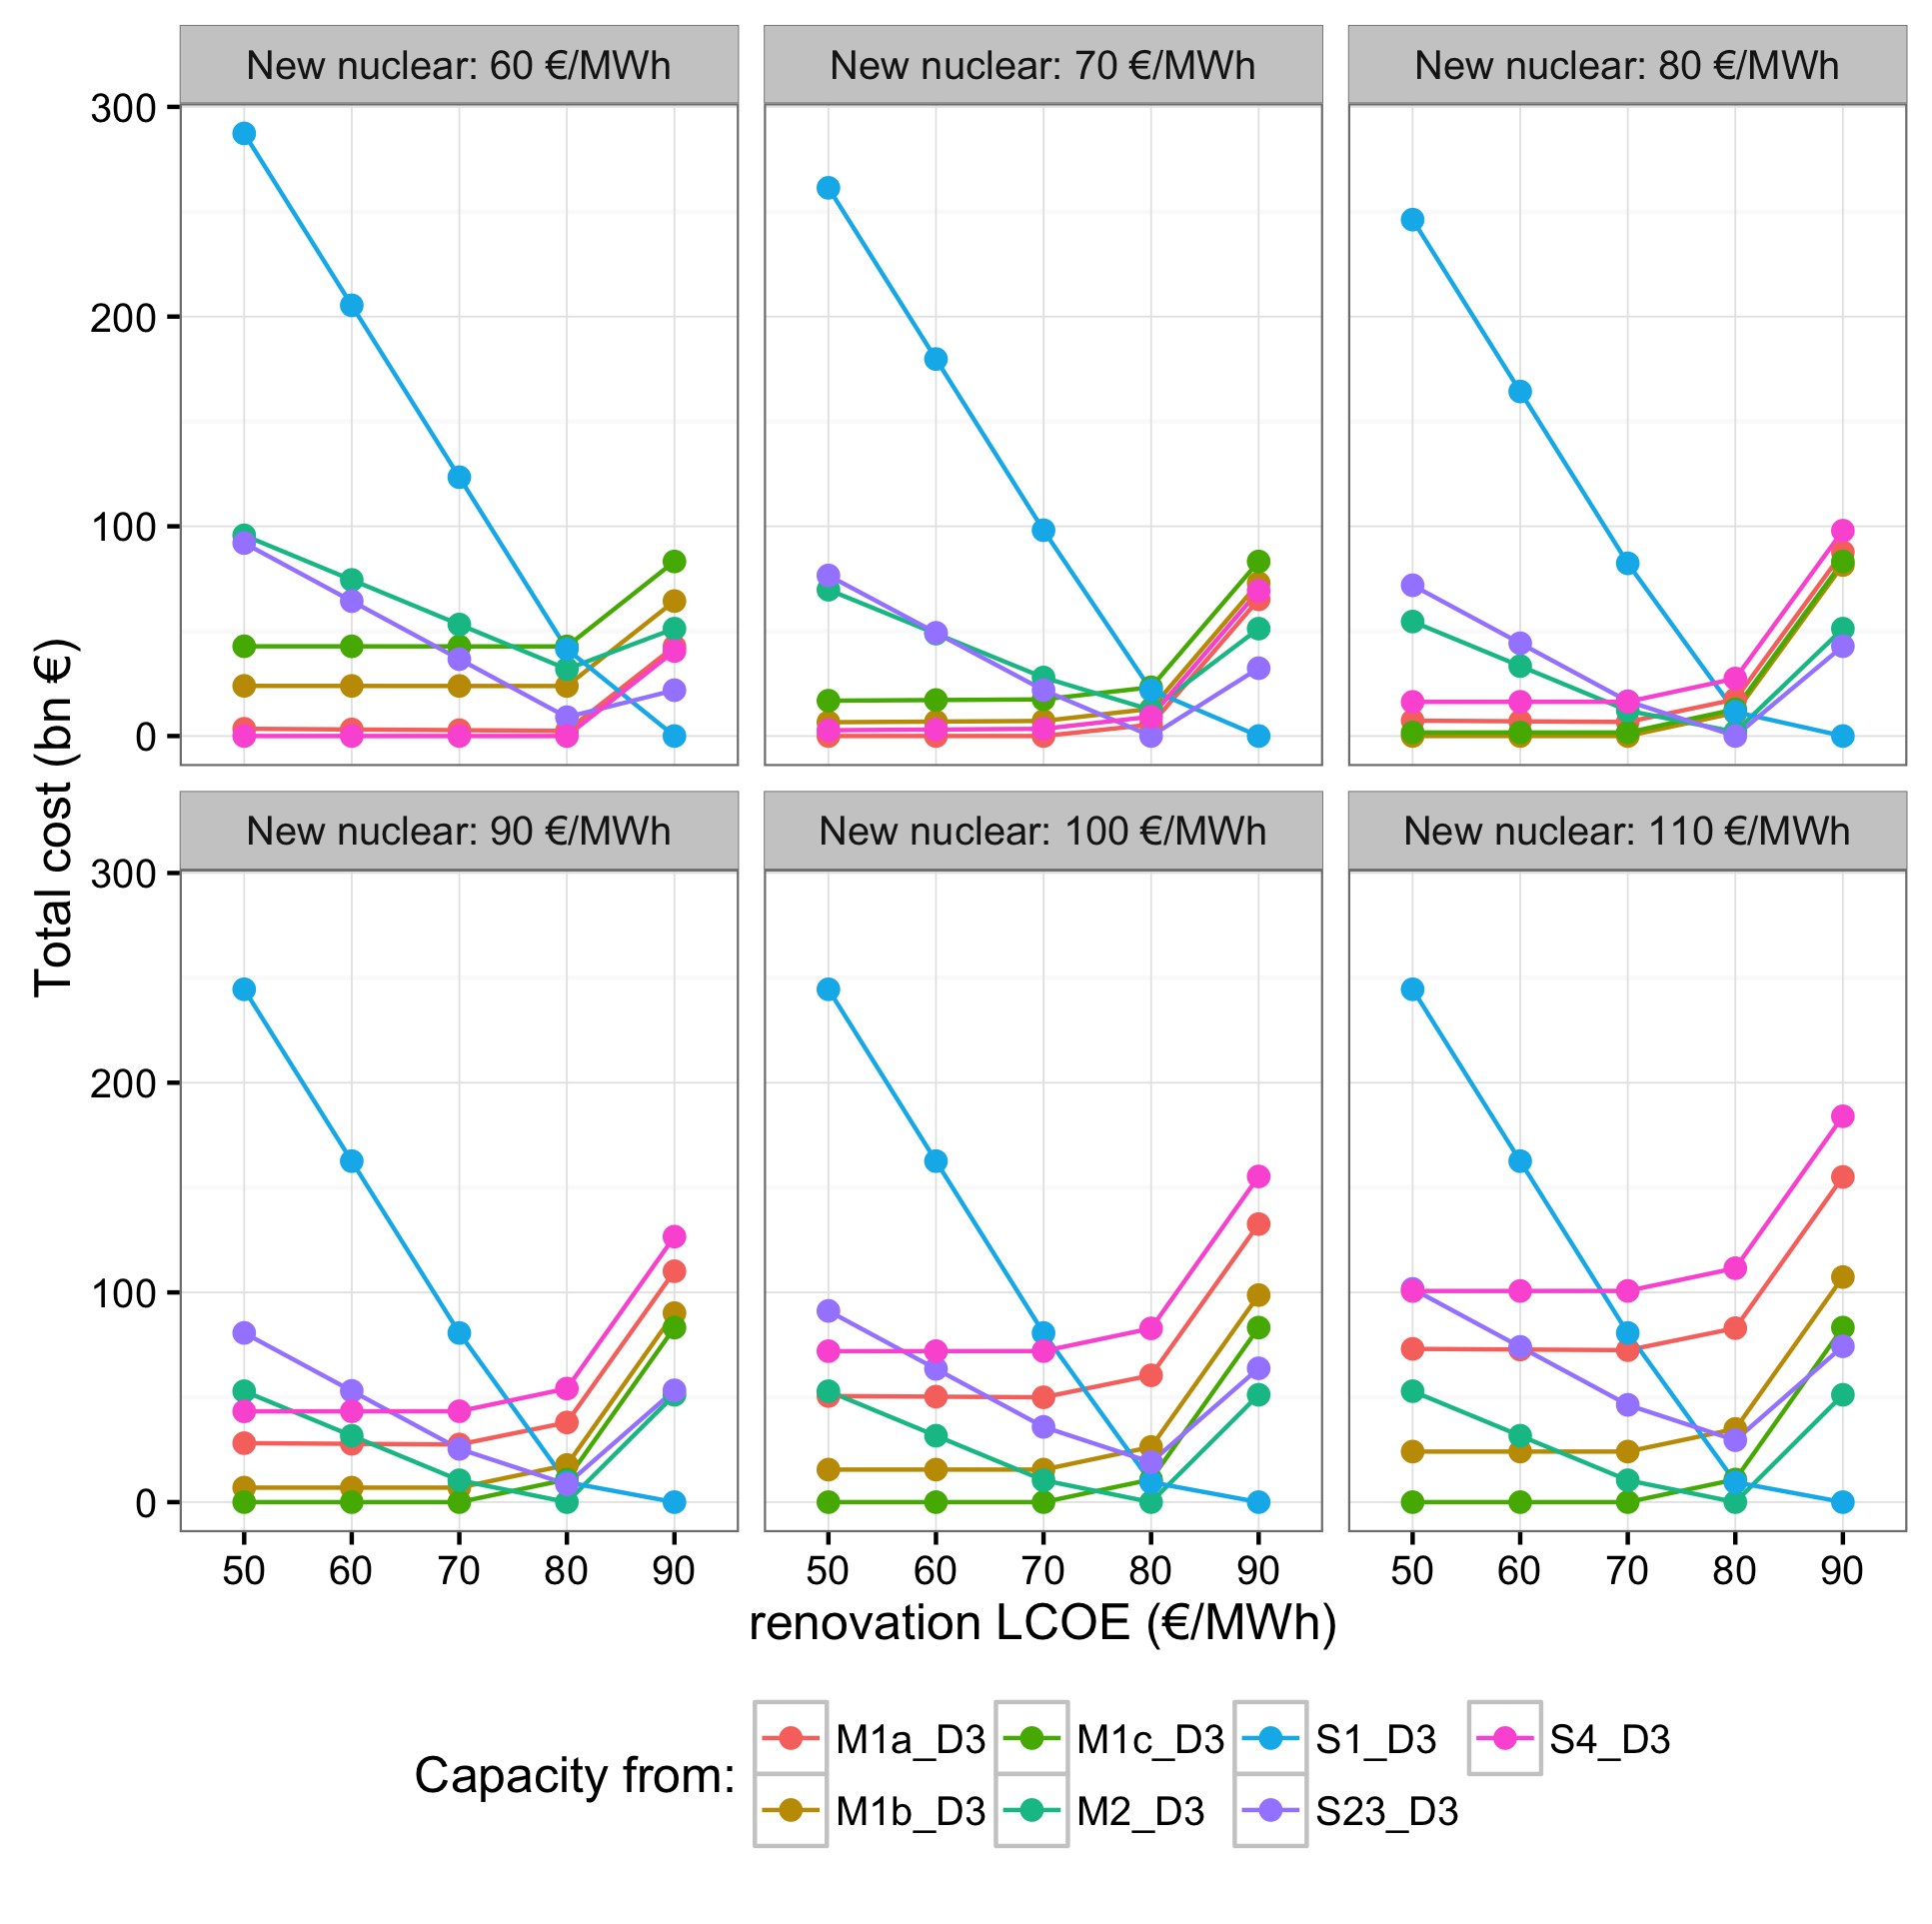 New nuclear: 60 €/MWh
New nuclear: 70 €/MWh
New nuclear: 80 €/MWh
300
200
100
0
New nuclear: 90 €/MWh
New nuclear: 100 €/MWh
New nuclear: 110 €/MWh
300
200
100
0
Total cost (bn €)
50 60 70 80 90
50 60 70 80 90
50 60 70 80 90
renovation LCOE (€/MWh)
Capacity from:
M1a_D3 M1c_D3 S1_D3 S4_D3
M1b_D3 M2_D3 S23_D3